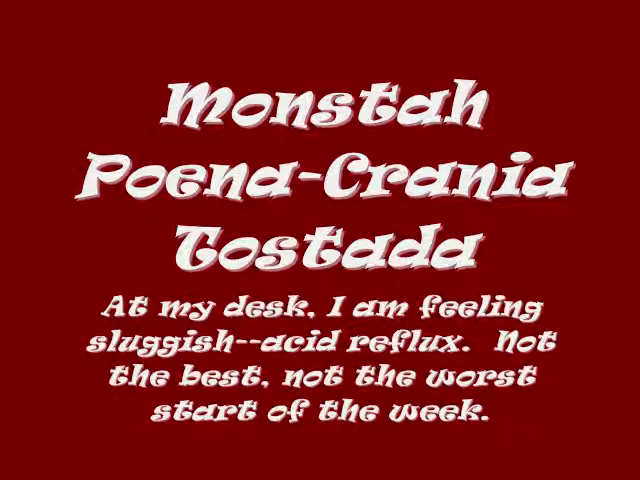 Monstah
Poena-Crania
Tostada
At my desk, I am feeling
sluggish--acid reflux.  Not
the best, not the worst
start of the week.